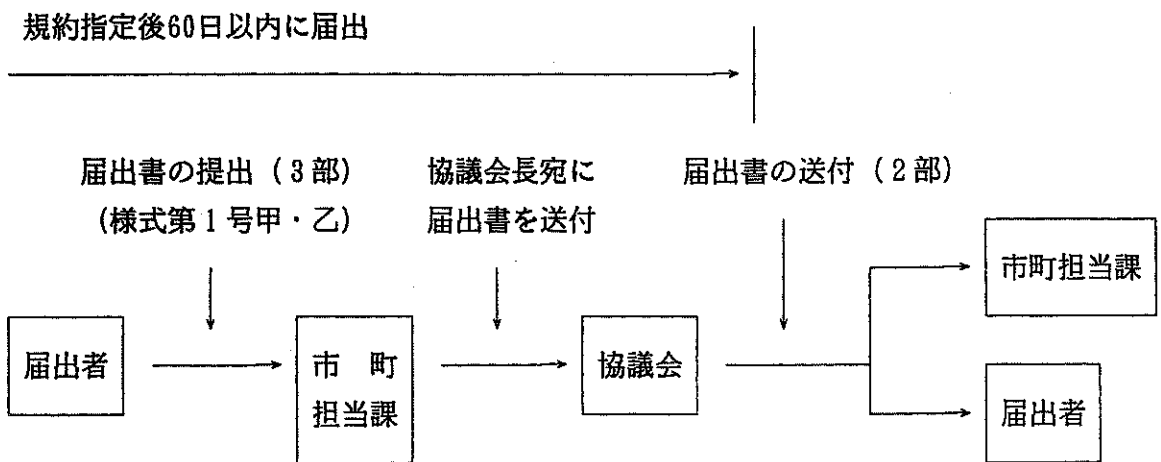 規約指定後60日以内に届出
届出書の提出（3部）
（様式第1号甲・乙）
協議会長宛に
届出書を送付
届出書の送付（2部）
市町担当課
届出者
市　町
担当課
協議会
届出者